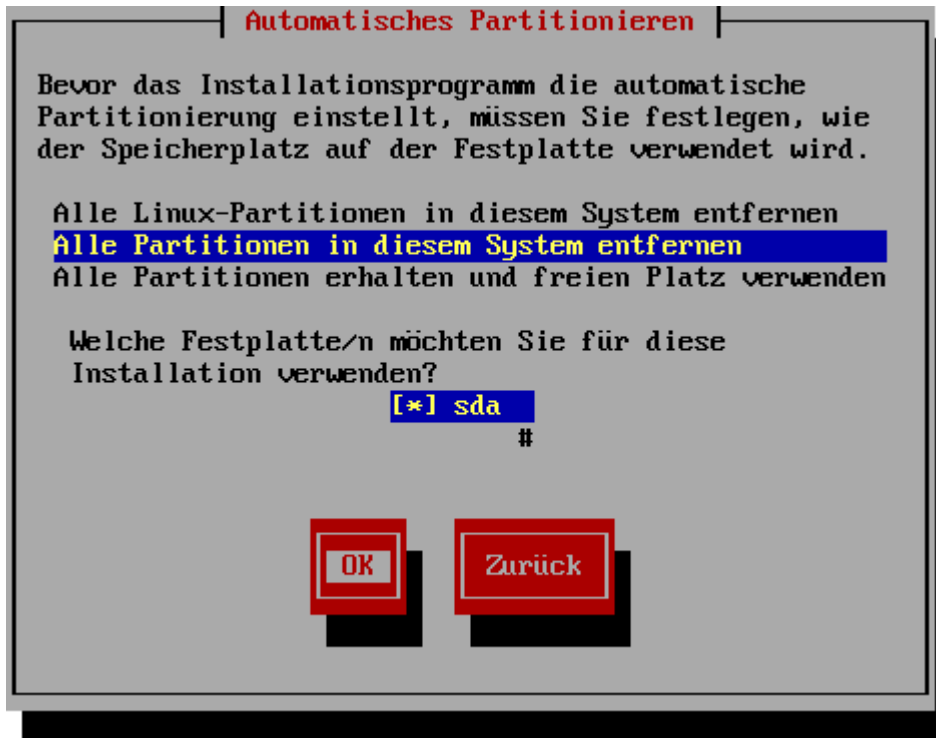 Automatisches Partitionieren
Bevor das Installationsprogramm die automatische
Partitionierung einstellt, müssen Sie festlegen, wie
der Speicherplatz auf der Festplatte verwendet wird.
Alle Linux-Partitionen in diesem System entfernen
Alle Partitionen in diesem System entfernen
Alle Partitionen erhalten und freien Platz verwenden
Welche Festplatte/n möchten Sie für diese
Installation verwenden?
[*] sda
#
OK Zurück